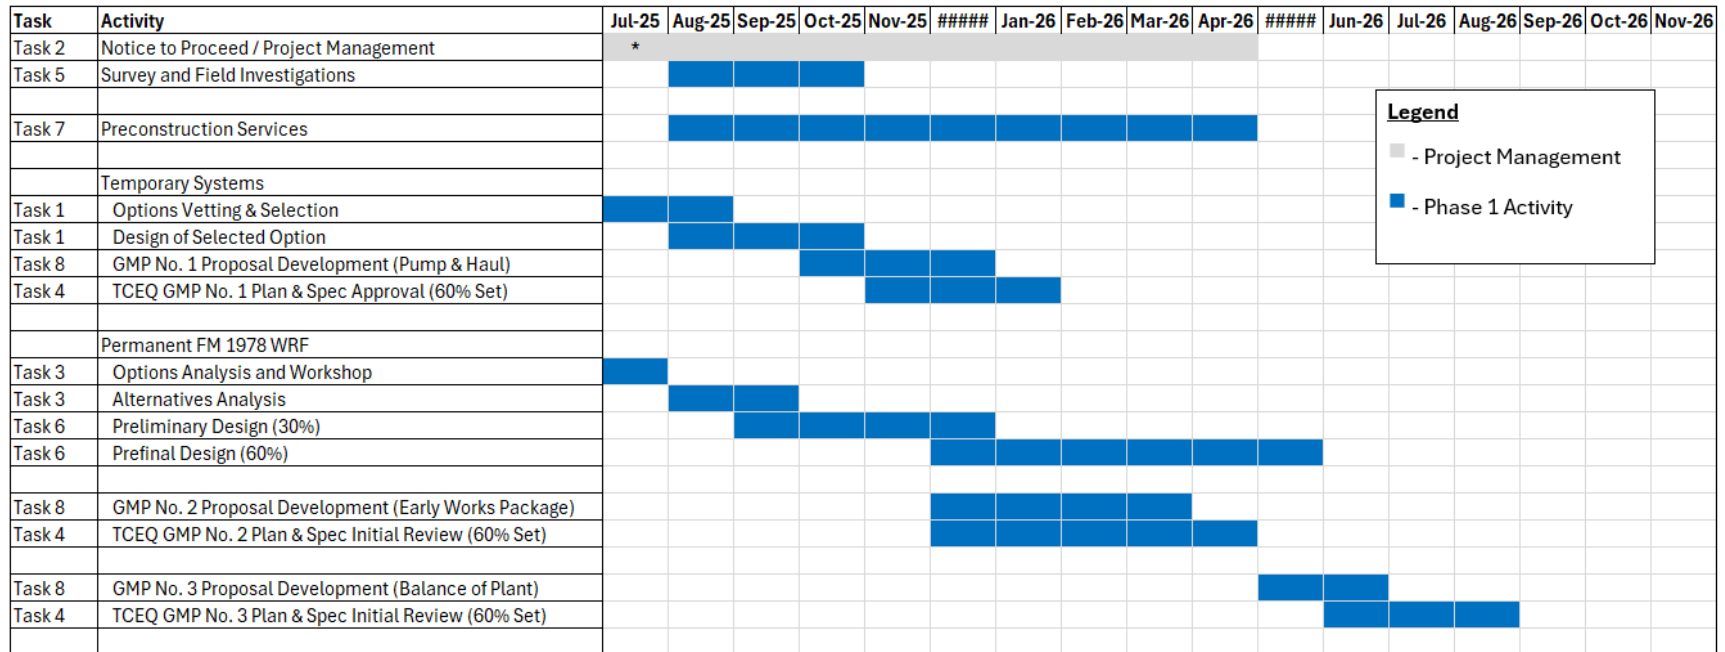 Task Activity Jul-25 Aug-25 Sep-25 Oct-25 Nov-25 ##### Jan-26 Feb-26 Mar-26 Apr-26 ##### Jun-26 Jul-26 Aug-26 Sep-26 Oct-26 Nov-26
Task 2 Notice to Proceed / Project Management *
Task 5 Survey and Field Investigations
Task 7 Preconstruction Services
Temporary Systems
Task 1 Options Vetting & Selection
Task 1 Design of Selected Option
Task 8 GMP No. 1 Proposal Development (Pump & Haul)
Task 4 TCEQ GMP No. 1 Plan & Spec Approval (60% Set)
Permanent FM 1978 WRF
Task 3 Options Analysis and Workshop
Task 3 Alternatives Analysis
Task 6 Preliminary Design (30%)
Task 6 Prefinal Design (60%)
Task 8 GMP No. 2 Proposal Development (Early Works Package)
Task 4 TCEQ GMP No. 2 Plan & Spec Initial Review (60% Set)
Task 8 GMP No. 3 Proposal Development (Balance of Plant)
Task 4 TCEQ GMP No. 3 Plan & Spec Initial Review (60% Set)
Legend
- Project Management
- Phase 1 Activity